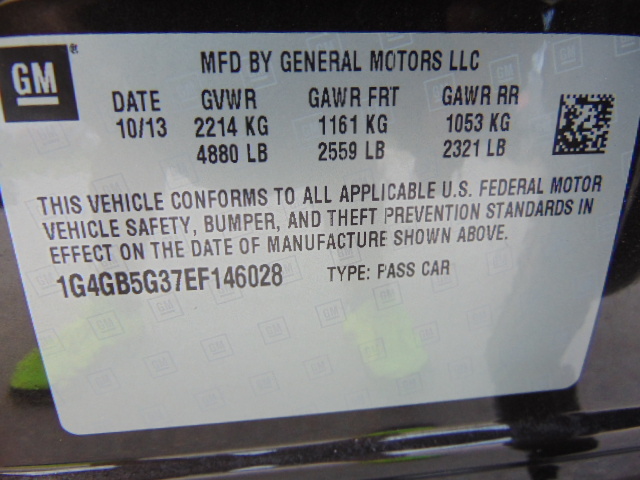 GM ®
MFD BY GENERAL MOTORS LLC
DATE GVWR GAWR FRT GAWR RR
10/13 2214 KG 1161 KG 1053 KG
4880 LB 2559 LB 2321 LB
THIS VEHICLE CONFORMS TO ALL APPLICABLE U.S. FEDERAL MOTOR
VEHICLE SAFETY, BUMPER, AND THEFT PREVENTION STANDARDS IN
EFFECT ON THE DATE OF MANUFACTURE SHOWN ABOVE.
1G4GB5G37EF146028 TYPE: PASS CAR